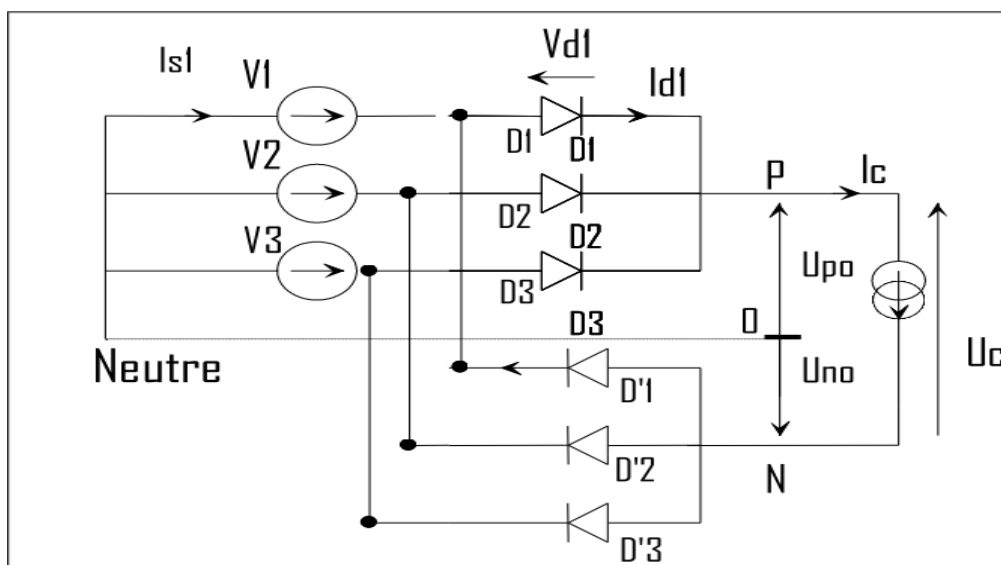 Vd1
Is1
V1
Id1
D1
D1
V2
P
Ic
D2
D2
V3
Upo
D3
O
D3
Neutre
Uno
Uc
D'1
D'2
N
D'3